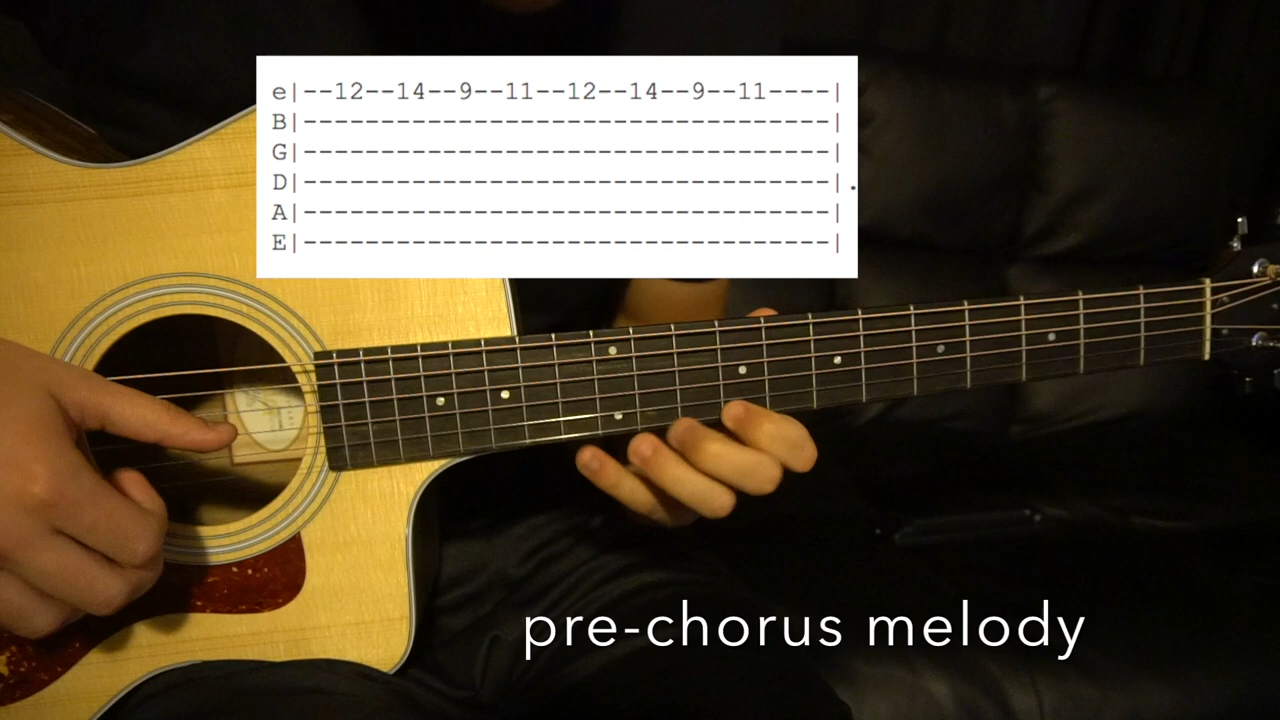 e|--12--14--9--11--12--14--9--11----|
B|----------------------------------|
G|----------------------------------|
D|----------------------------------|.
A|----------------------------------|
E|----------------------------------|
pre-chorus melody